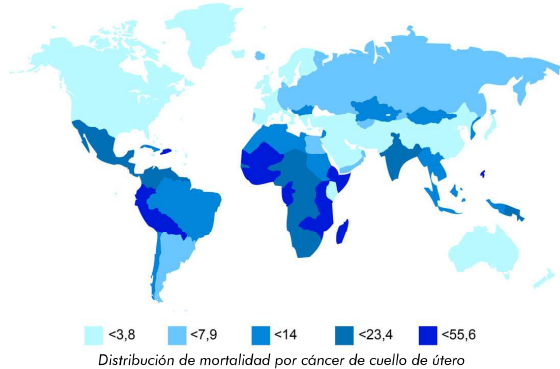 <3,8 <7,9 <14 <23,4 <55,6
Distribución de mortalidad por cáncer de cuello de útero